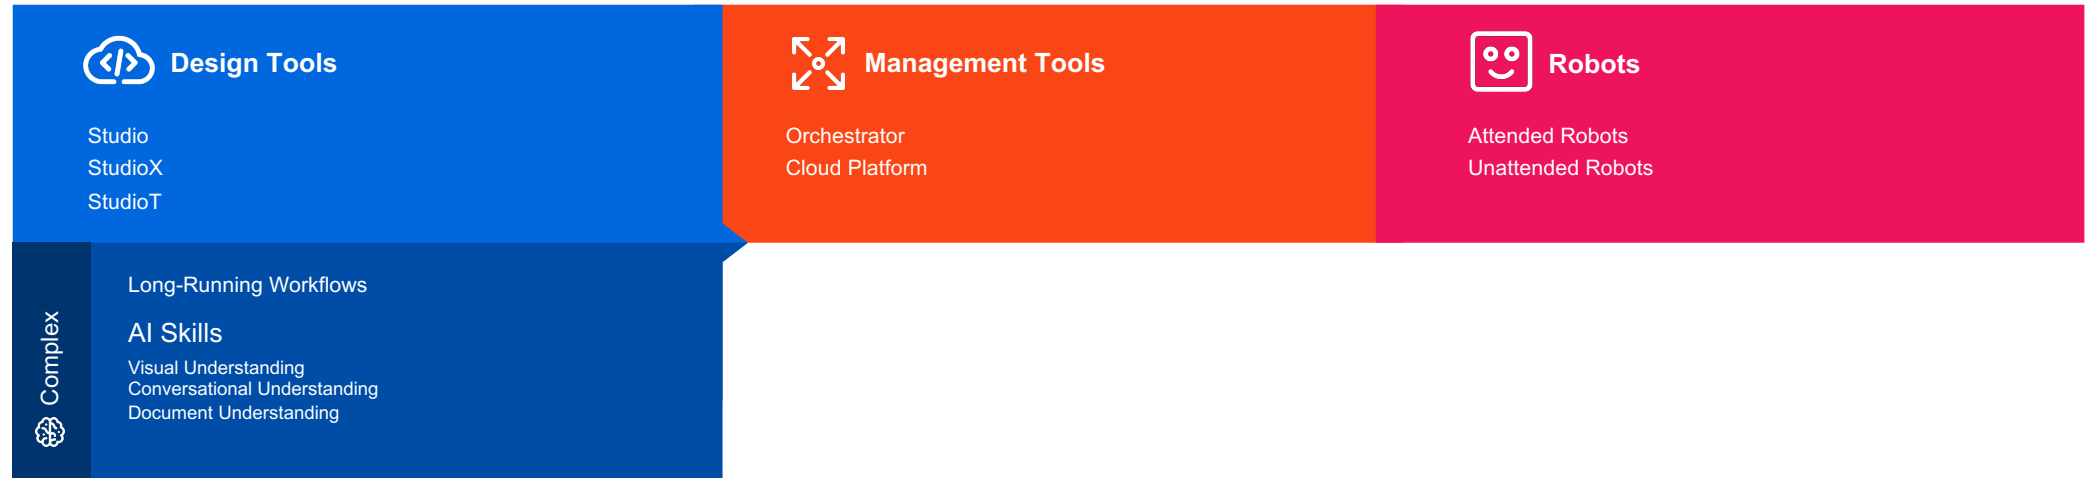 Design Tools
Studio
StudioX
StudioT
Management Tools
Orchestrator
Cloud Platform
Robots
Attended Robots
Unattended Robots
Complex
Long-Running Workflows
AI Skills
Visual Understanding
Conversational Understanding
Document Understanding